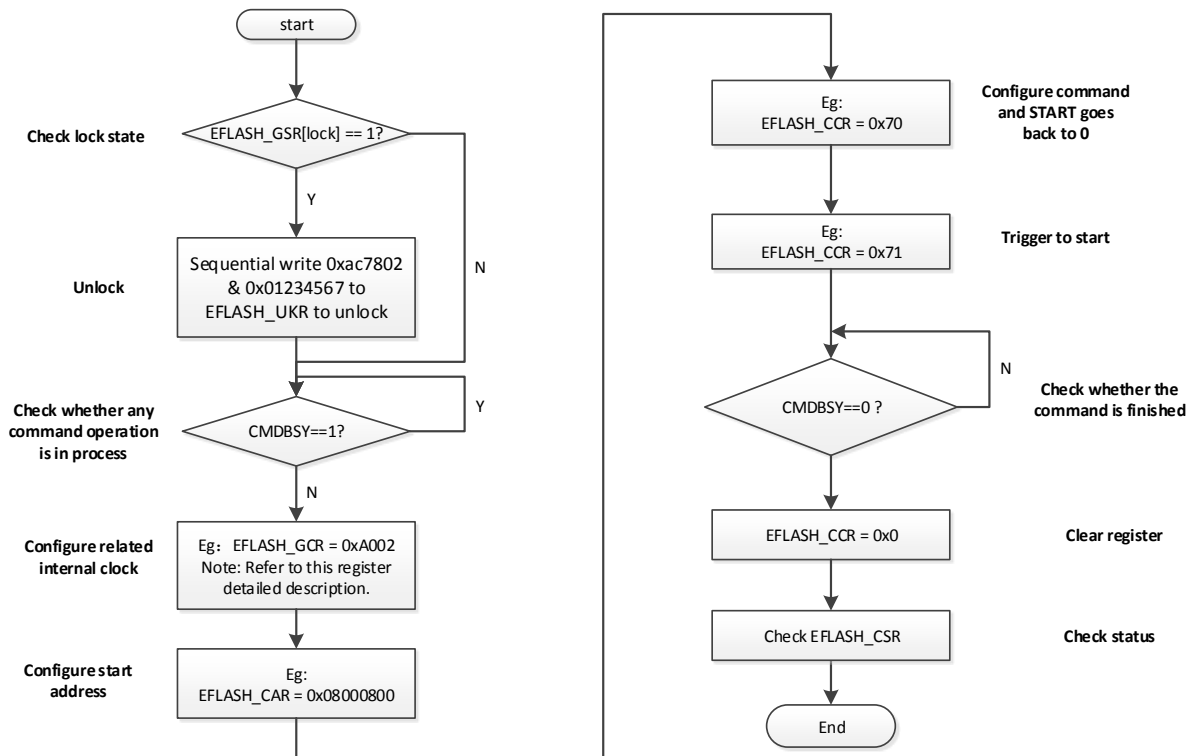 start
Check lock state
EFLASH_GSR[lock] == 1?
Y
N
Unlock
Sequential write 0xac7802
& 0x01234567 to
EFLASH_UKR to unlock
Check whether any
command operation
is in process
CMDBSY==1?
Y
N
Configure related
internal clock
Eg：EFLASH_GCR = 0xA002
Note: Refer to this register
detailed description.
Configure start
address
Eg:
EFLASH_CAR = 0x08000800
Eg:
EFLASH_CCR = 0x70
Configure command
and START goes
back to 0
Eg:
EFLASH_CCR = 0x71
Trigger to start
CMDBSY==0 ?
N
Check whether the
command is finished
EFLASH_CCR = 0x0
Clear register
Check EFLASH_CSR
Check status
End